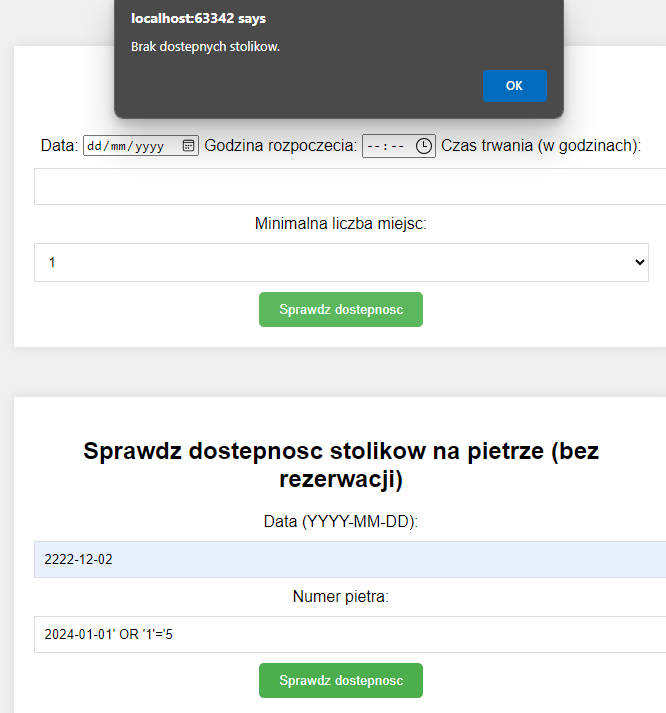 localhost:63342 says
Brak dostepnych stolikow.
OK
Data: dd/mm/yyyy Godzina rozpoczecia: --:-- Czas trwania (w godzinach):
Minimalna liczba miejsc:
1
Sprawdz dostepnosc
Sprawdz dostepnosc stolikow na pietrze (bez
rezerwacji)
Data (YYYY-MM-DD):
2222-12-02
Numer pietra:
2024-01-01' OR '1'='5
Sprawdz dostepnosc